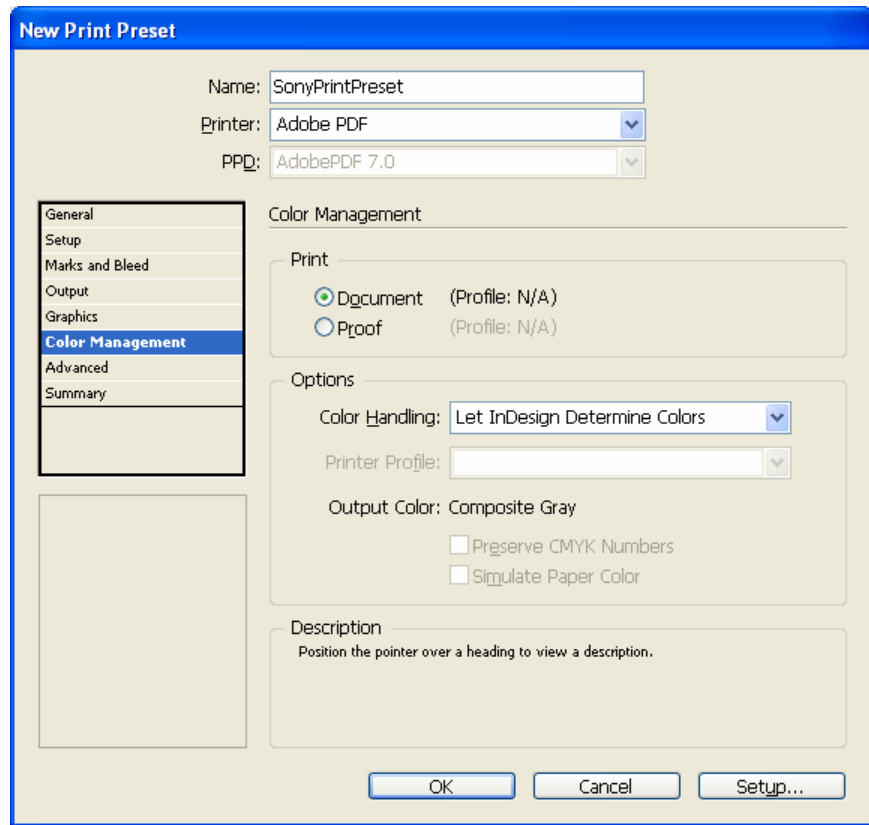 New Print Preset
Name: SonyPrintPreset
Printer: Adobe PDF
PPD: AdobePDF 7.0
General
Setup
Marks and Bleed
Output
Graphics
Color Management
Advanced
Summary
Color Management
Print
Document (Profile: N/A)
Proof (Profile: N/A)
Options
Color Handling: Let InDesign Determine Colors
Printer Profile:
Output Color: Composite Gray
Preserve CMYK Numbers
Simulate Paper Color
Description
Position the pointer over a heading to view a description.
OK Cancel Setup...